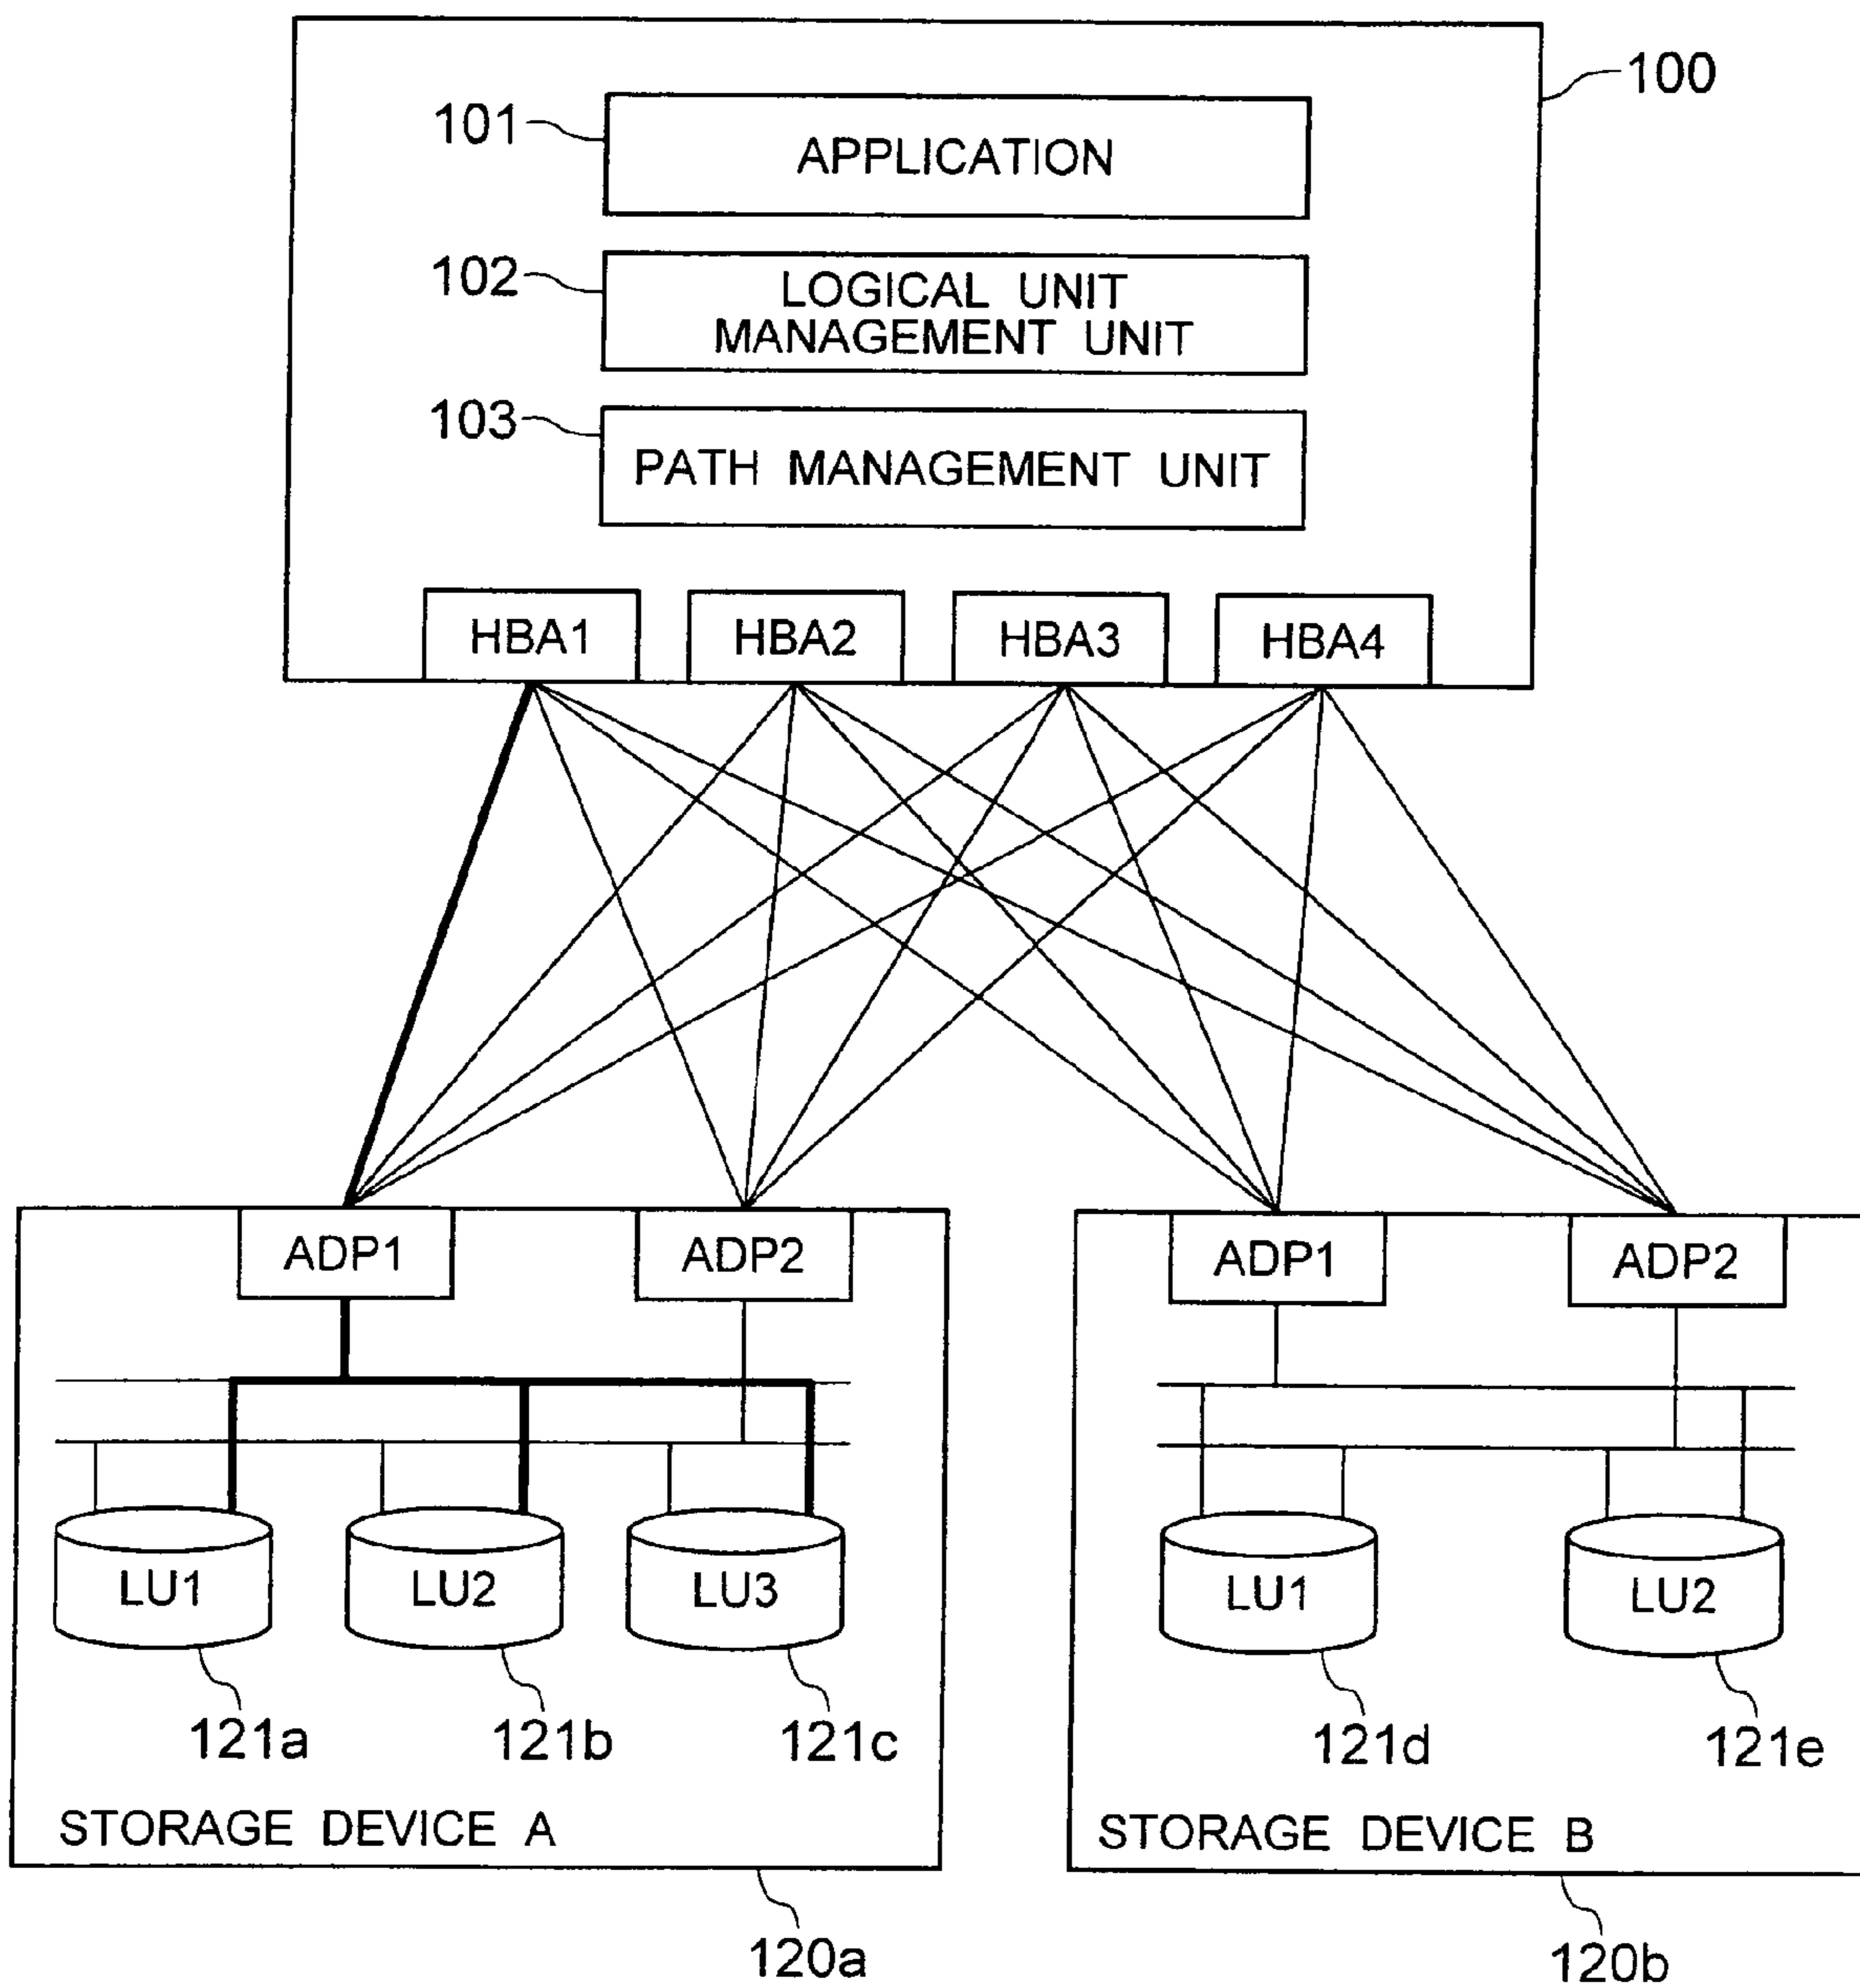 100
101
APPLICATION
102
LOGICAL UNIT
MANAGEMENT UNIT
103
PATH MANAGEMENT UNIT
HBA1
HBA2
HBA3
HBA4
ADP1
ADP2
ADP1
ADP2
LU1
LU2
LU3
LU1
LU2
121a
121b
121c
121d
121e
STORAGE DEVICE A
STORAGE DEVICE B
120a
120b